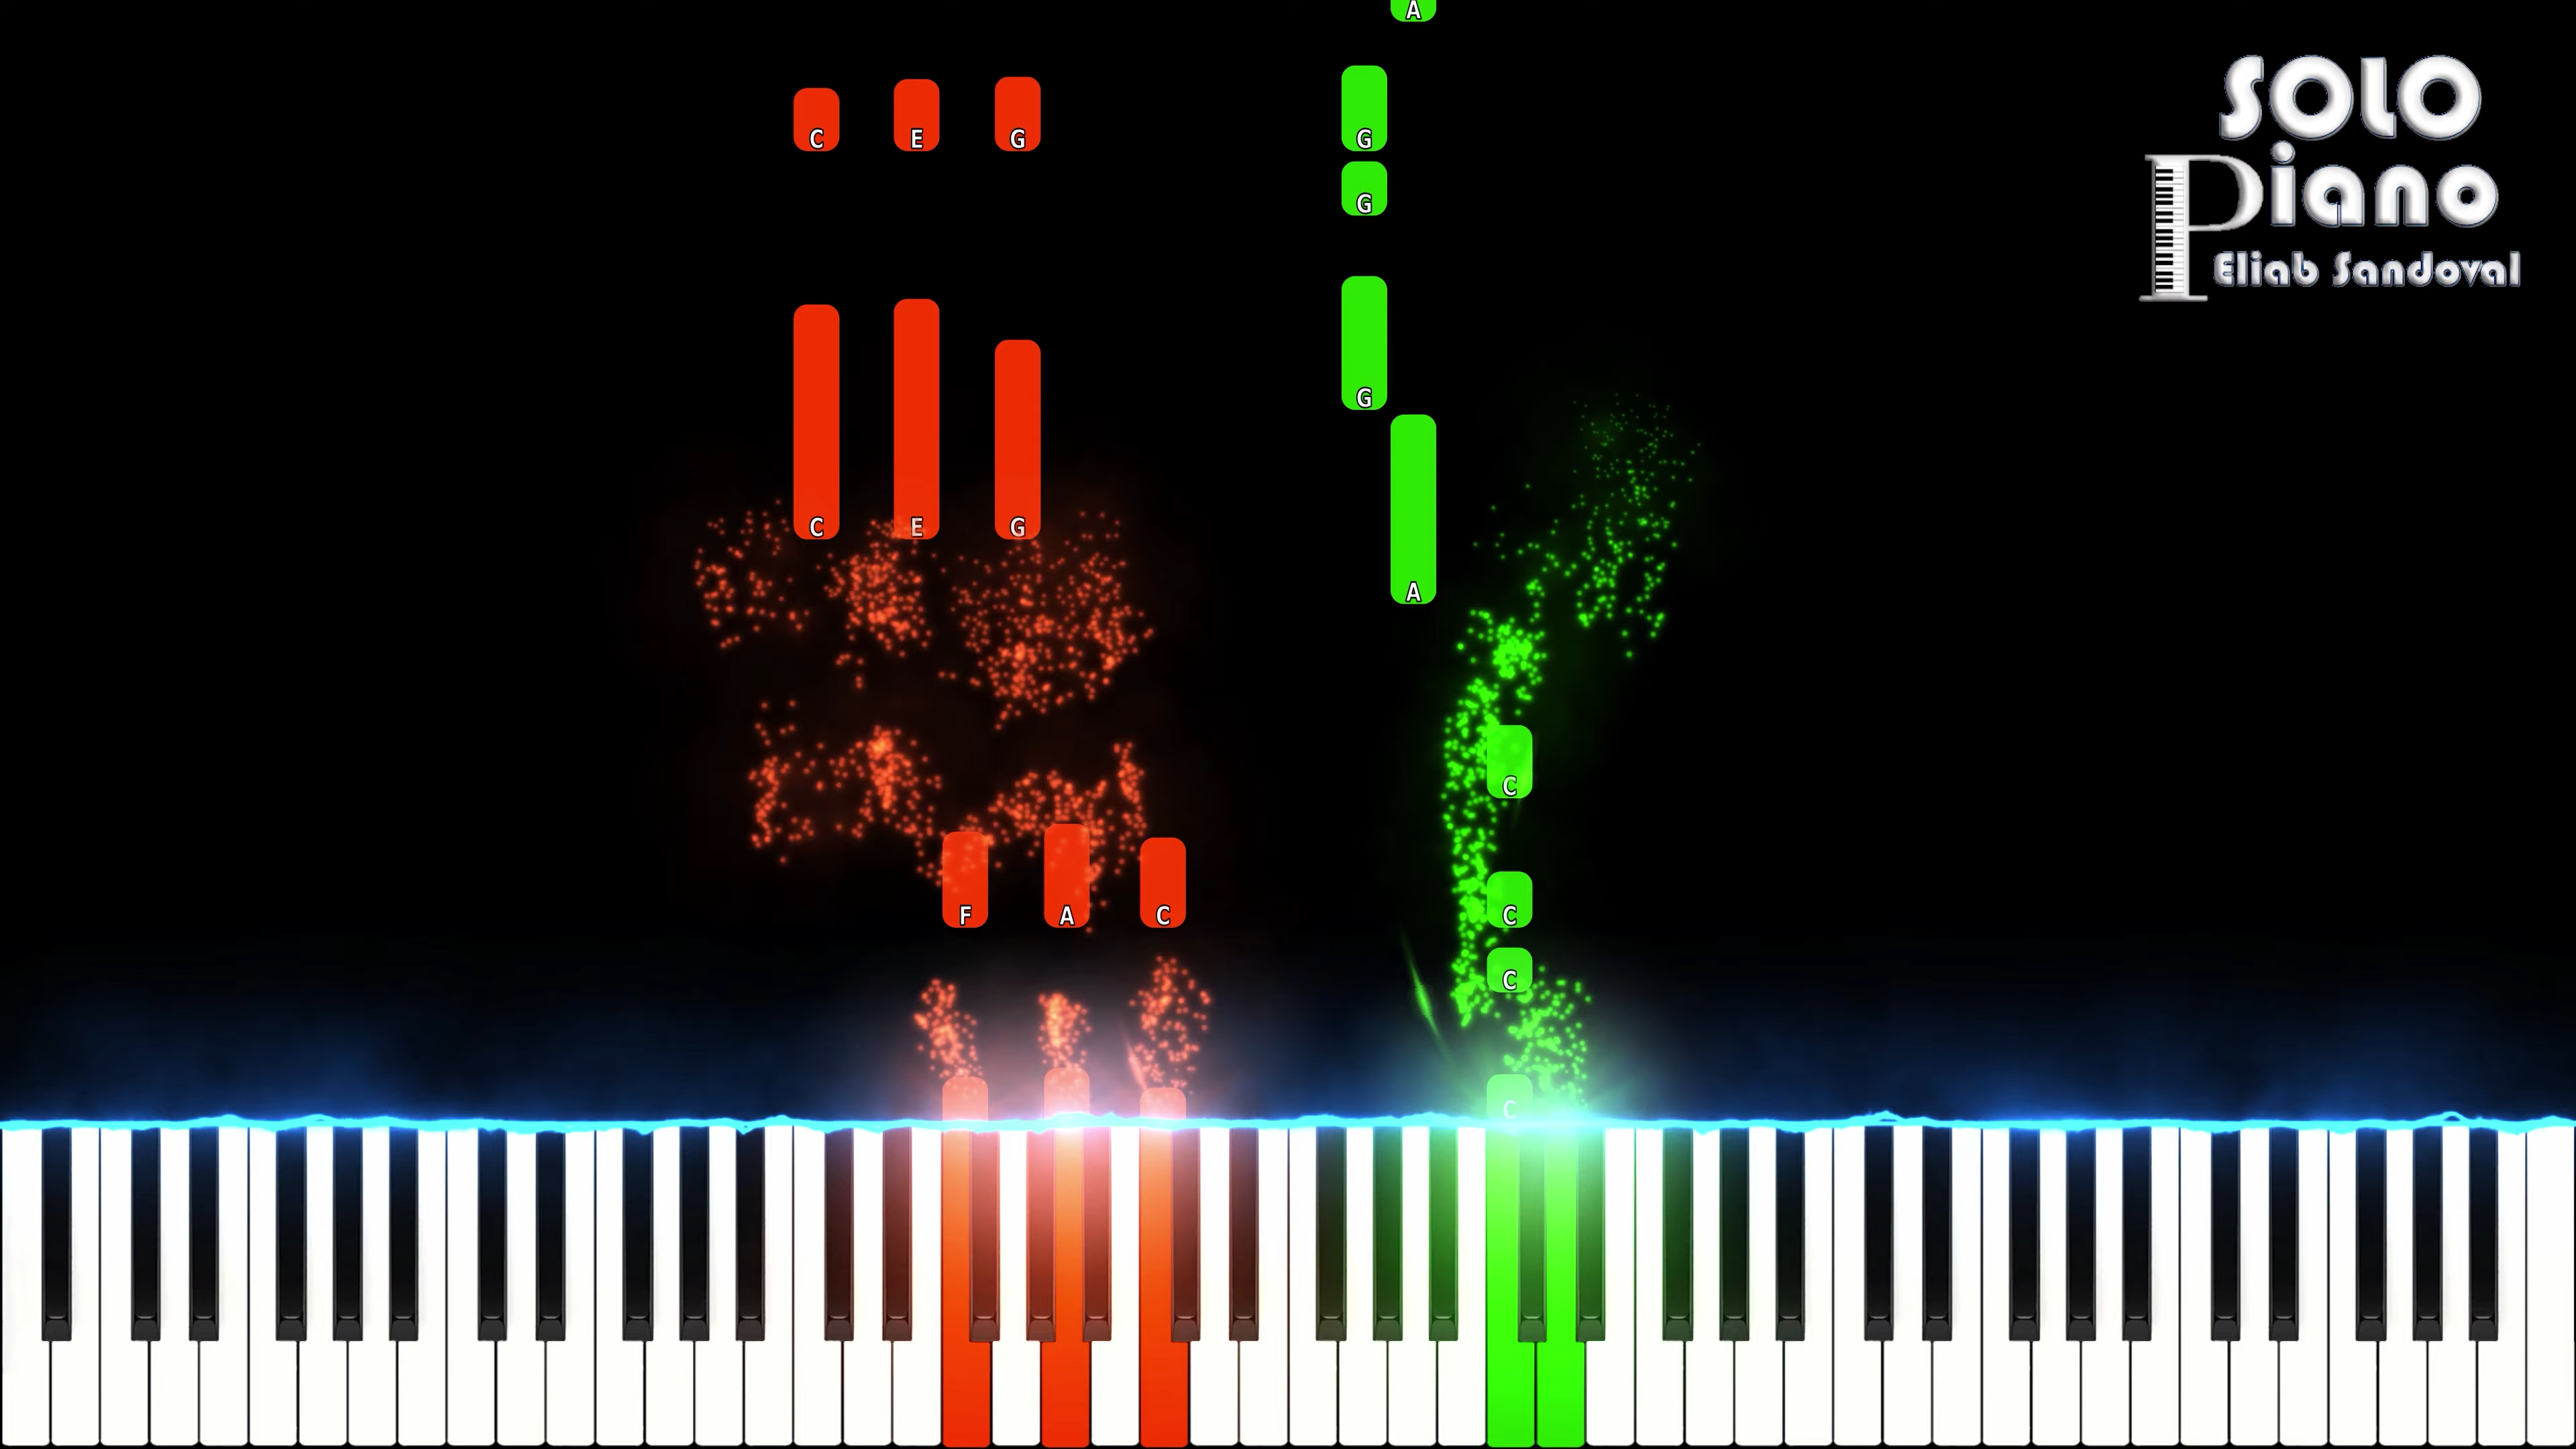 A
SOLO
Piano
Eliab Sandoval
C E G G
G
G
C E G
A
C
F A C C
C
C